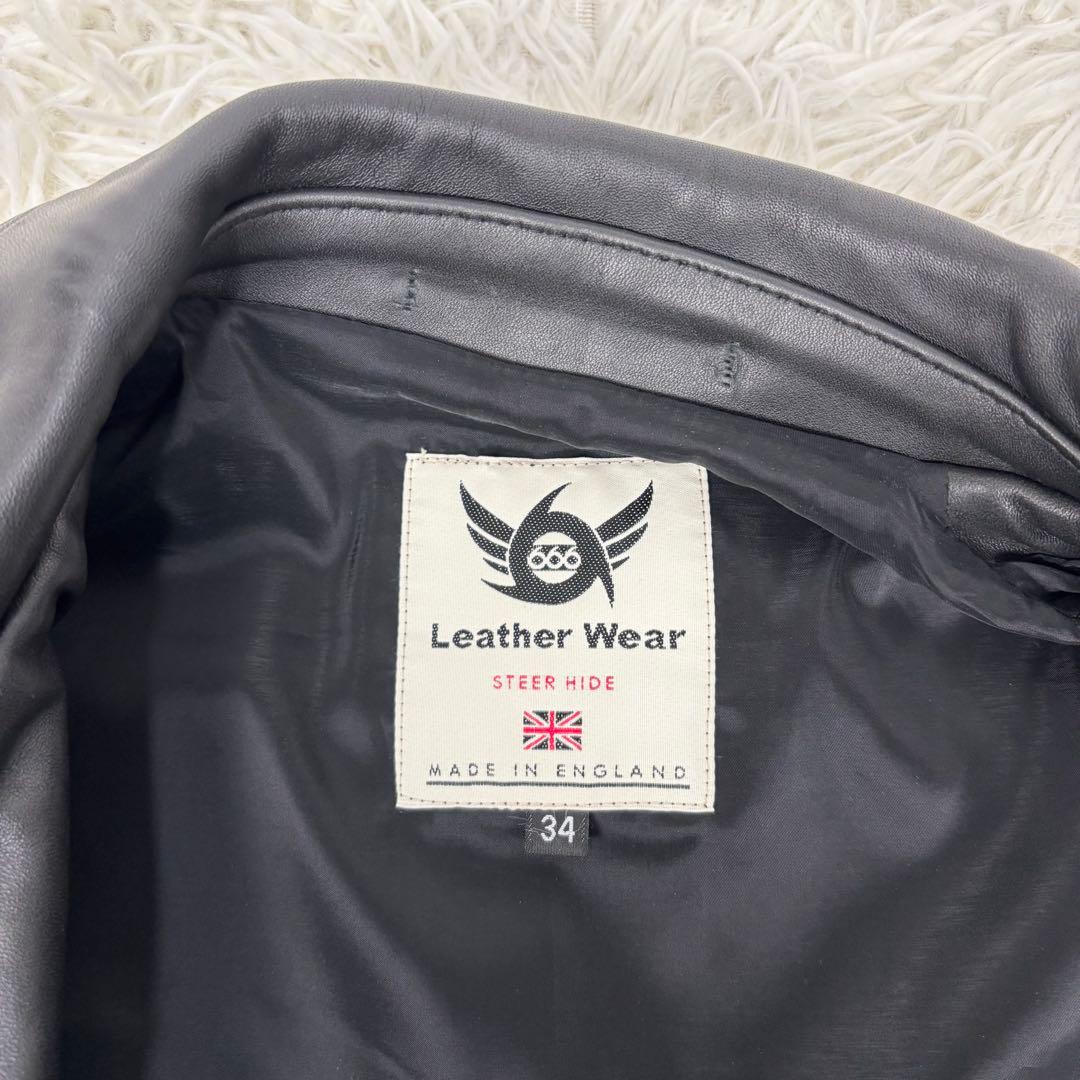 666
Leather Wear
STEER HIDE
MADE IN ENGLAND
34